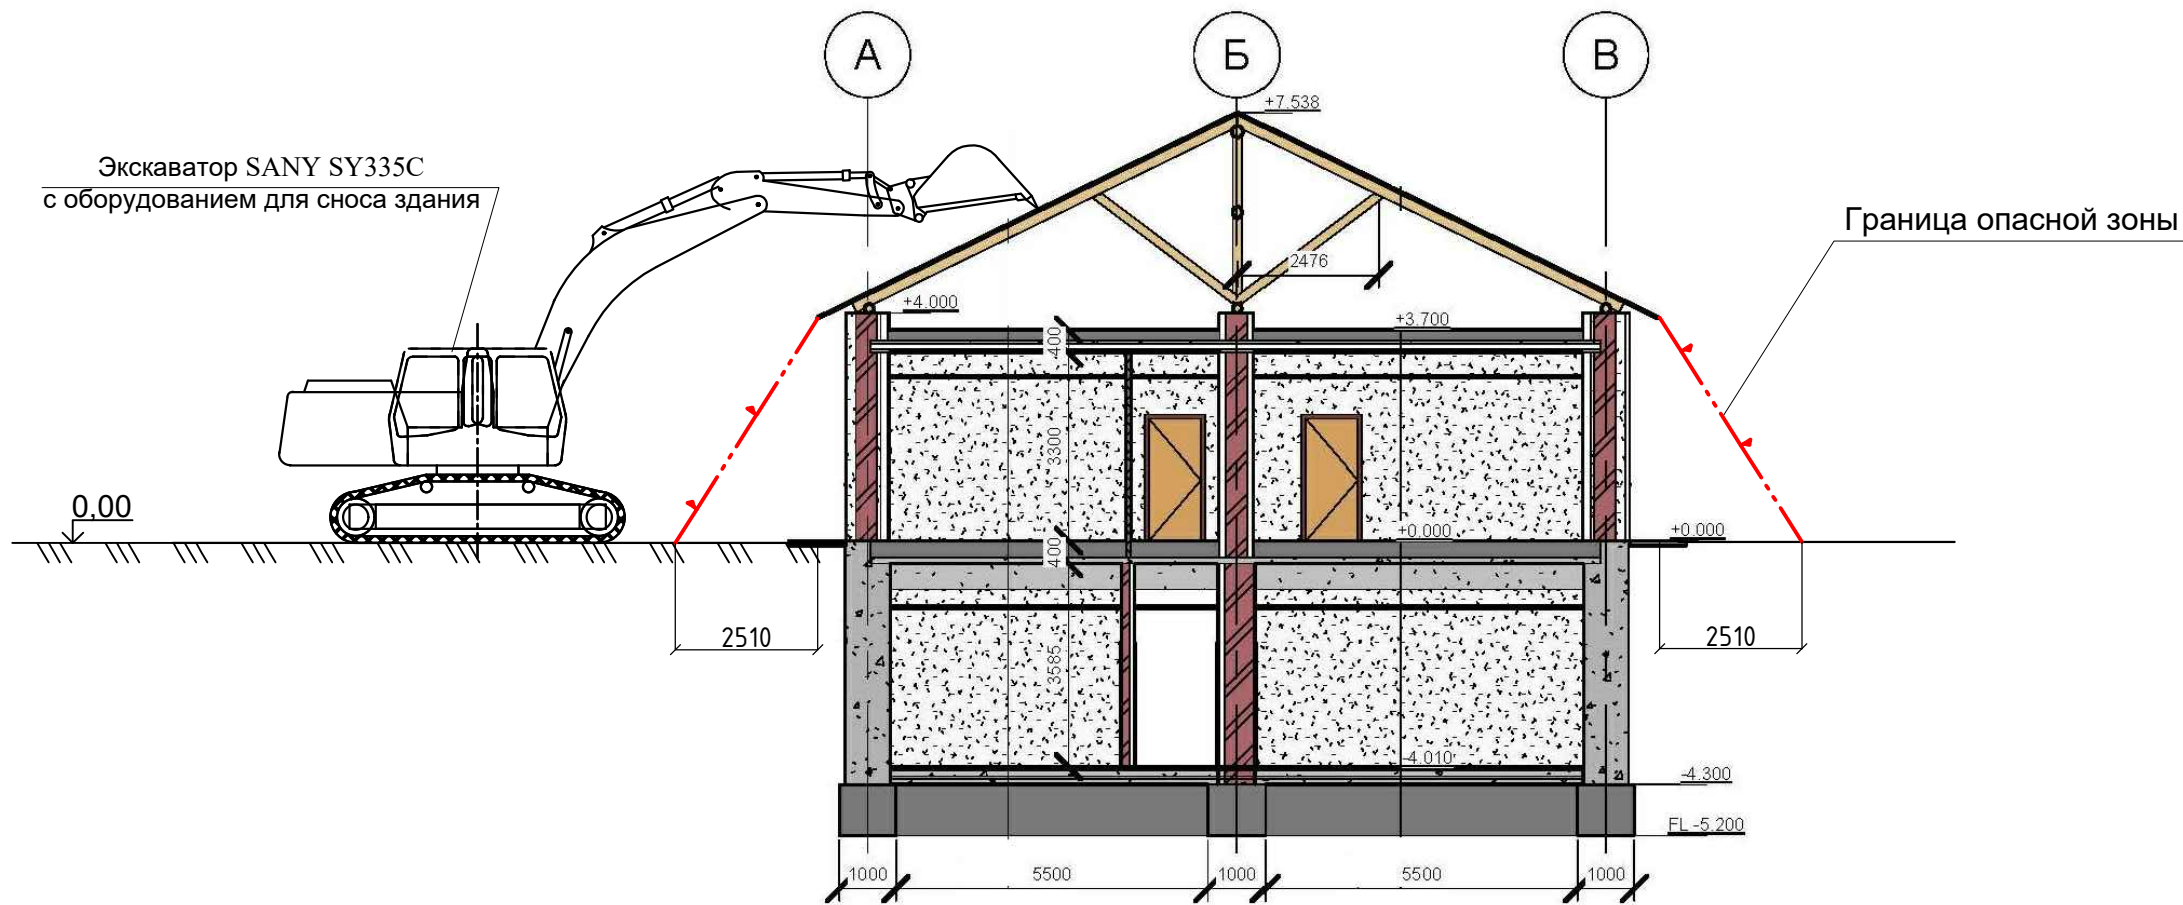 А
Б
В
+7.538
Экскаватор SANY SY335C
с оборудованием для сноса здания
Граница опасной зоны
2476
+4.000
+3.700
400
3300
0,00
+0.000
+0.000
400
2510
2510
3585
-4.010
-4.300
FL -5.200
1000
5500
1000
5500
1000